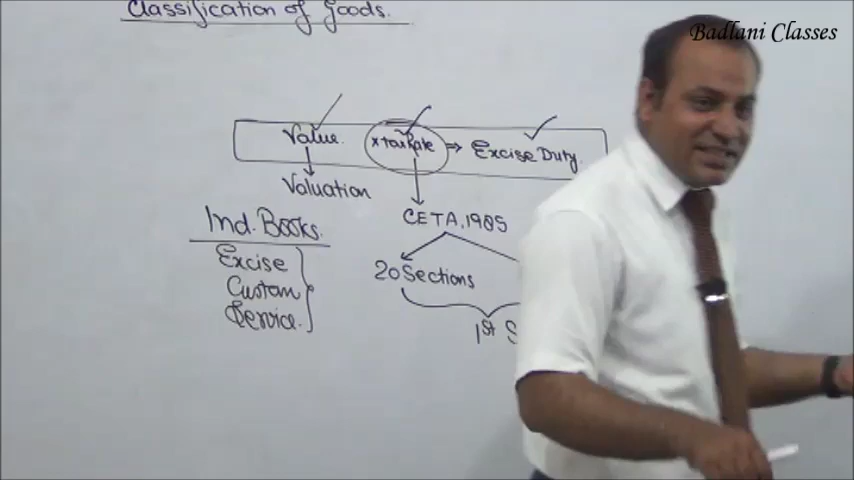 Classification of Goods.
Badlani Classes
Value. x tax Rate => Excise Duty
Valuation
CETA, 1985
Ind. Books.
Excise
Custom
Service.
20 Sections
1st S